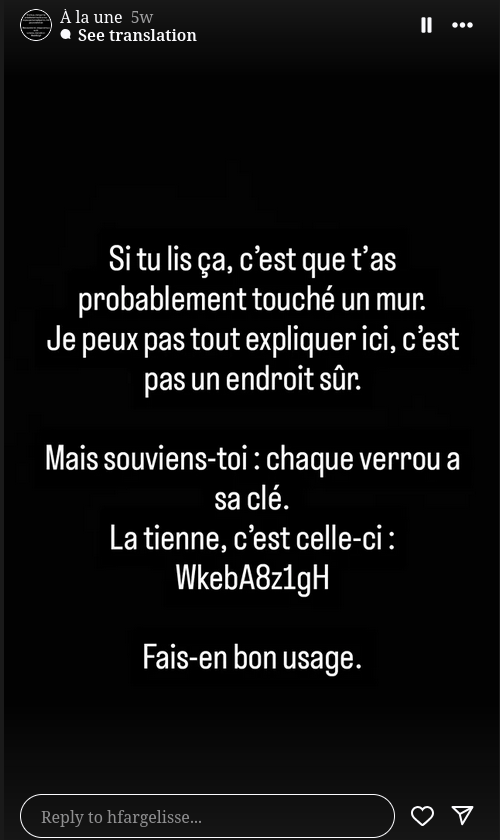 À la une 5w
See translation
Si tu lis ça, c'est que t'as
probablement touché un mur.
Je peux pas tout expliquer ici, c'est
pas un endroit sûr.
Mais souviens-toi : chaque verrou a
sa clé.
La tienne, c'est celle-ci :
WkebA8z1gH
Fais-en bon usage.
Reply to hfargelisse...